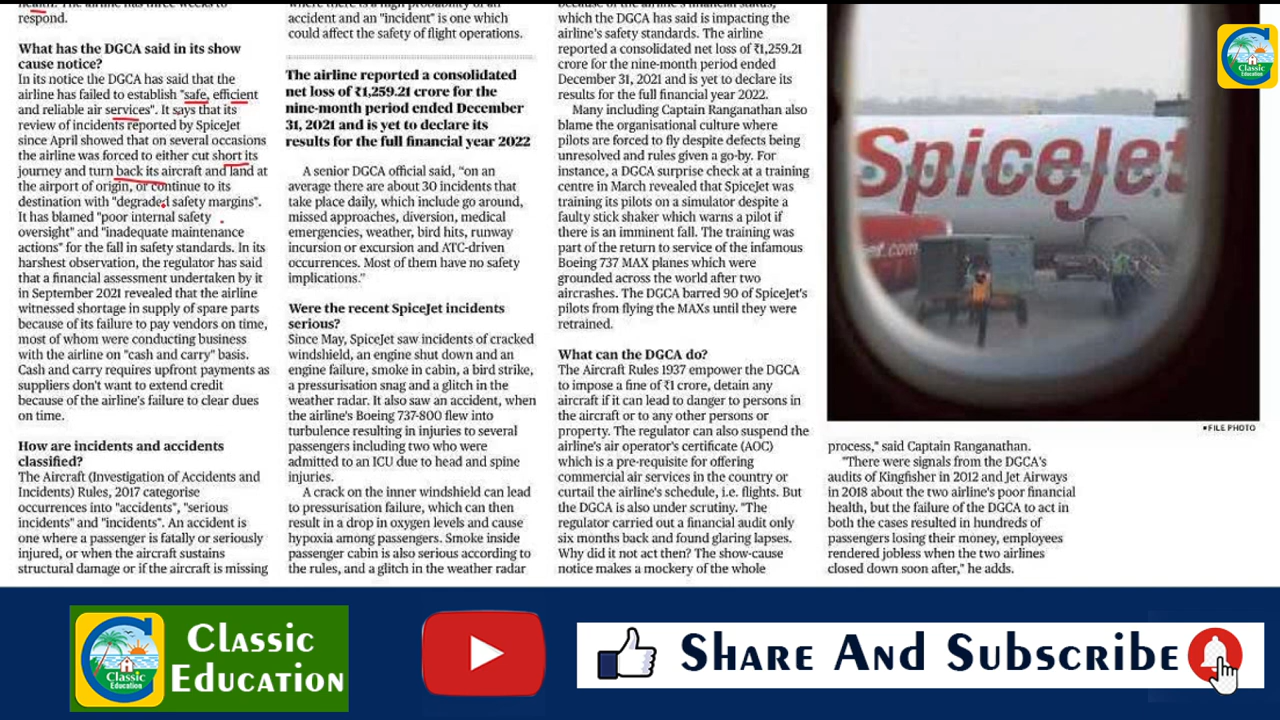 health. The airline has three weeks to
respond.
What has the DGCA said in its show
cause notice?
In its notice the DGCA has said that the
airline has failed to establish "safe, efficient
and reliable air services". It says that its
review of incidents reported by SpiceJet
since April showed that on several occasions
the airline was forced to either cut short its
journey and turn back its aircraft and land at
the airport of origin, or continue to its
destination with "degraded safety margins".
It has blamed "poor internal safety
oversight" and "inadequate maintenance
actions" for the fall in safety standards. In its
harshest observation, the regulator has said
that a financial assessment undertaken by it
in September 2021 revealed that the airline
witnessed shortage in supply of spare parts
because of its failure to pay vendors on time,
most of whom were conducting business
with the airline on "cash and carry" basis.
Cash and carry requires upfront payments as
suppliers don't want to extend credit
because of the airline's failure to clear dues
on time.
How are incidents and accidents
classified?
The Aircraft (Investigation of Accidents and
Incidents) Rules, 2017 categorise
occurrences into "accidents", "serious
incidents" and "incidents". An accident is
one where a passenger is fatally or seriously
injured, or when the aircraft sustains
structural damage or if the aircraft is missing
where there is a high probability of an
accident and an "incident" is one which
could affect the safety of flight operations.
The airline reported a consolidated
net loss of ₹1,259.21 crore for the
nine-month period ended December
31, 2021 and is yet to declare its
results for the full financial year 2022
A senior DGCA official said, "on an
average there are about 30 incidents that
take place daily, which include go around,
missed approaches, diversion, medical
emergencies, weather, bird hits, runway
incursion or excursion and ATC-driven
occurrences. Most of them have no safety
implications."
Were the recent SpiceJet incidents
serious?
Since May, SpiceJet saw incidents of cracked
windshield, an engine shut down and an
engine failure, smoke in cabin, a bird strike,
a pressurisation snag and a glitch in the
weather radar. It also saw an accident, when
the airline's Boeing 737-800 flew into
turbulence resulting in injuries to several
passengers including two who were
admitted to an ICU due to head and spine
injuries.
A crack on the inner windshield can lead
to pressurisation failure, which can then
result in a drop in oxygen levels and cause
hypoxia among passengers. Smoke inside
passenger cabin is also serious according to
the rules, and a glitch in the weather radar
because of the airline's financial status,
which the DGCA has said is impacting the
airline's safety standards. The airline
reported a consolidated net loss of ₹1,259.21
crore for the nine-month period ended
December 31, 2021 and is yet to declare its
results for the full financial year 2022.
Many including Captain Ranganathan also
blame the organisational culture where
pilots are forced to fly despite defects being
unresolved and rules given a go-by. For
instance, a DGCA surprise check at a training
centre in March revealed that SpiceJet was
training its pilots on a simulator despite a
faulty stick shaker which warns a pilot if
there is an imminent fall. The training was
part of the return to service of the infamous
Boeing 737 MAX planes which were
grounded across the world after two
aircrashes. The DGCA barred 90 of SpiceJet's
pilots from flying the MAXs until they were
retrained.
What can the DGCA do?
The Aircraft Rules 1937 empower the DGCA
to impose a fine of ₹1 crore, detain any
aircraft if it can lead to danger to persons in
the aircraft or to any other persons or
property. The regulator can also suspend the
airline's air operator's certificate (AOC)
which is a pre-requisite for offering
commercial air services in the country or
curtail the airline's schedule, i.e. flights. But
the DGCA is also under scrutiny. "The
regulator carried out a financial audit only
six months back and found glaring lapses.
Why did it not act then? The show-cause
notice makes a mockery of the whole
SpiceJet
et.com
▪FILE PHOTO
process," said Captain Ranganathan.
"There were signals from the DGCA's
audits of Kingfisher in 2012 and Jet Airways
in 2018 about the two airline's poor financial
health, but the failure of the DGCA to act in
both the cases resulted in hundreds of
passengers losing their money, employees
rendered jobless when the two airlines
closed down soon after," he adds.
Classic
Education
Classic
Education
Classic
Education
Share And Subscribe